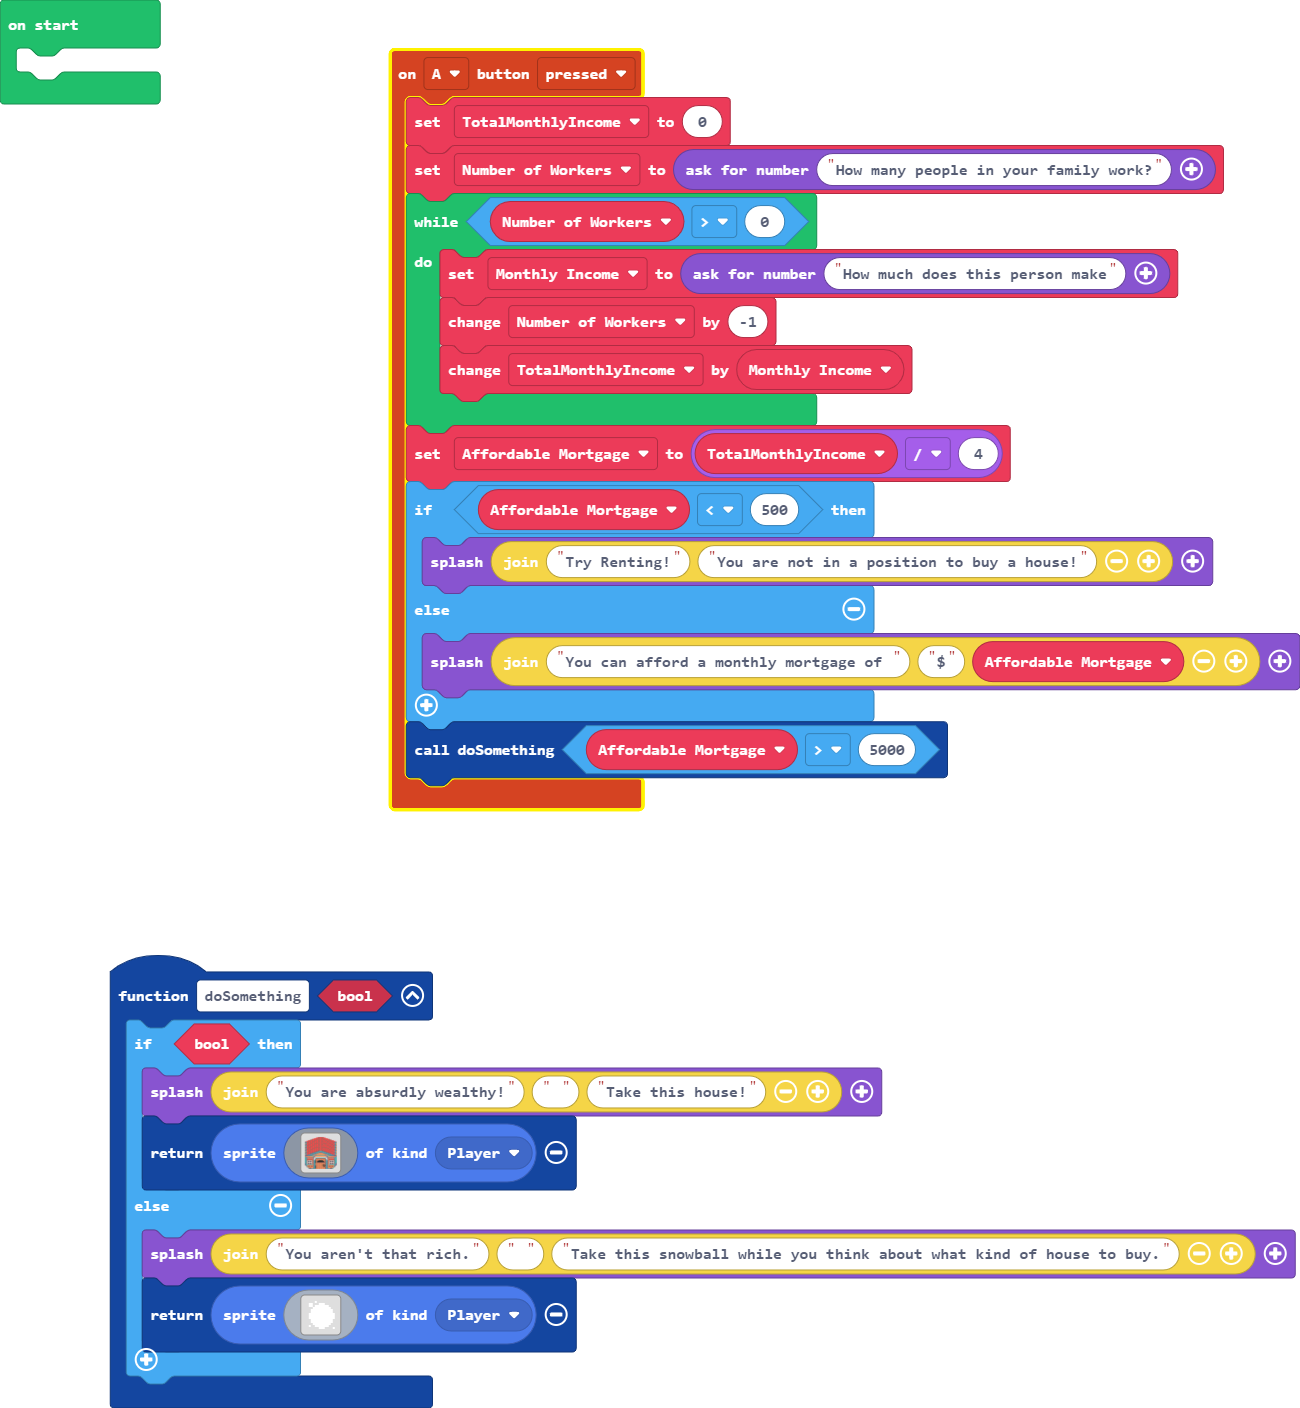 on start
on A button pressed
set TotalMonthlyIncome to 0
set Number of Workers to ask for number "How many people in your family work?"
while Number of Workers > 0
do set Monthly Income to ask for number "How much does this person make"
change Number of Workers by -1
change TotalMonthlyIncome by Monthly Income
set Affordable Mortgage to TotalMonthlyIncome / 4
if Affordable Mortgage < 500 then
splash join "Try Renting!" "You are not in a position to buy a house!"
else
splash join "You can afford a monthly mortgage of " "$" Affordable Mortgage
call doSomething Affordable Mortgage > 5000
function doSomething bool
if bool then
splash join "You are absurdly wealthy!" " " "Take this house!"
return sprite of kind Player
else
splash join "You aren't that rich." " " "Take this snowball while you think about what kind of house to buy."
return sprite of kind Player